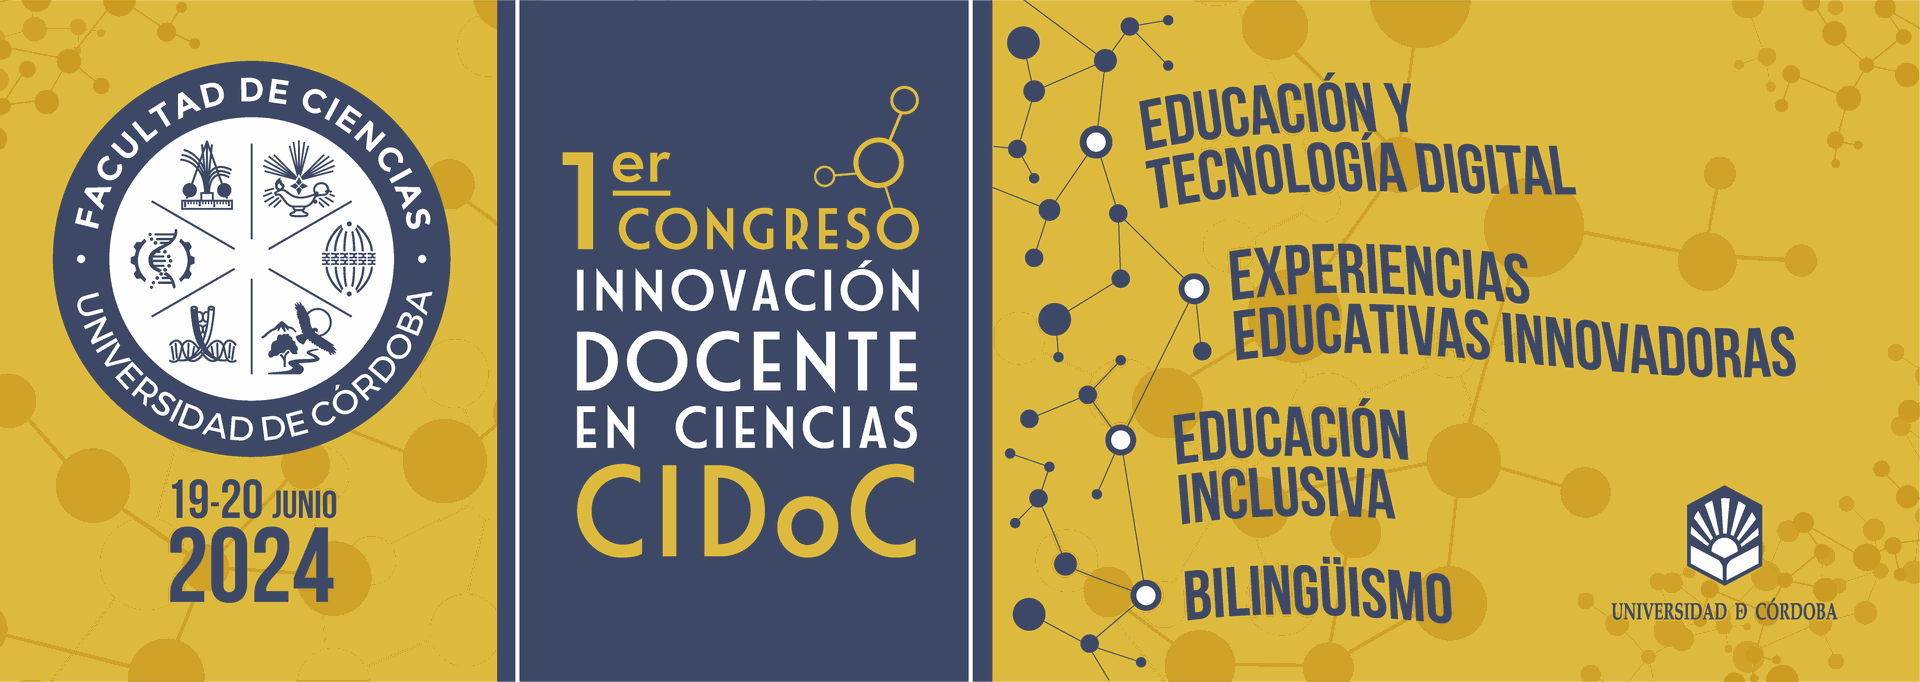 FACULTAD DE CIENCIAS
UNIVERSIDAD DE CÓRDOBA
19-20 JUNIO
2024
1er
CONGRESO
INNOVACIÓN
DOCENTE
EN CIENCIAS
CIDoC
EDUCACIÓN Y
TECNOLOGÍA DIGITAL
EXPERIENCIAS
EDUCATIVAS INNOVADORAS
EDUCACIÓN
INCLUSIVA
BILINGÜISMO
UNIVERSIDAD Đ CÓRDOBA